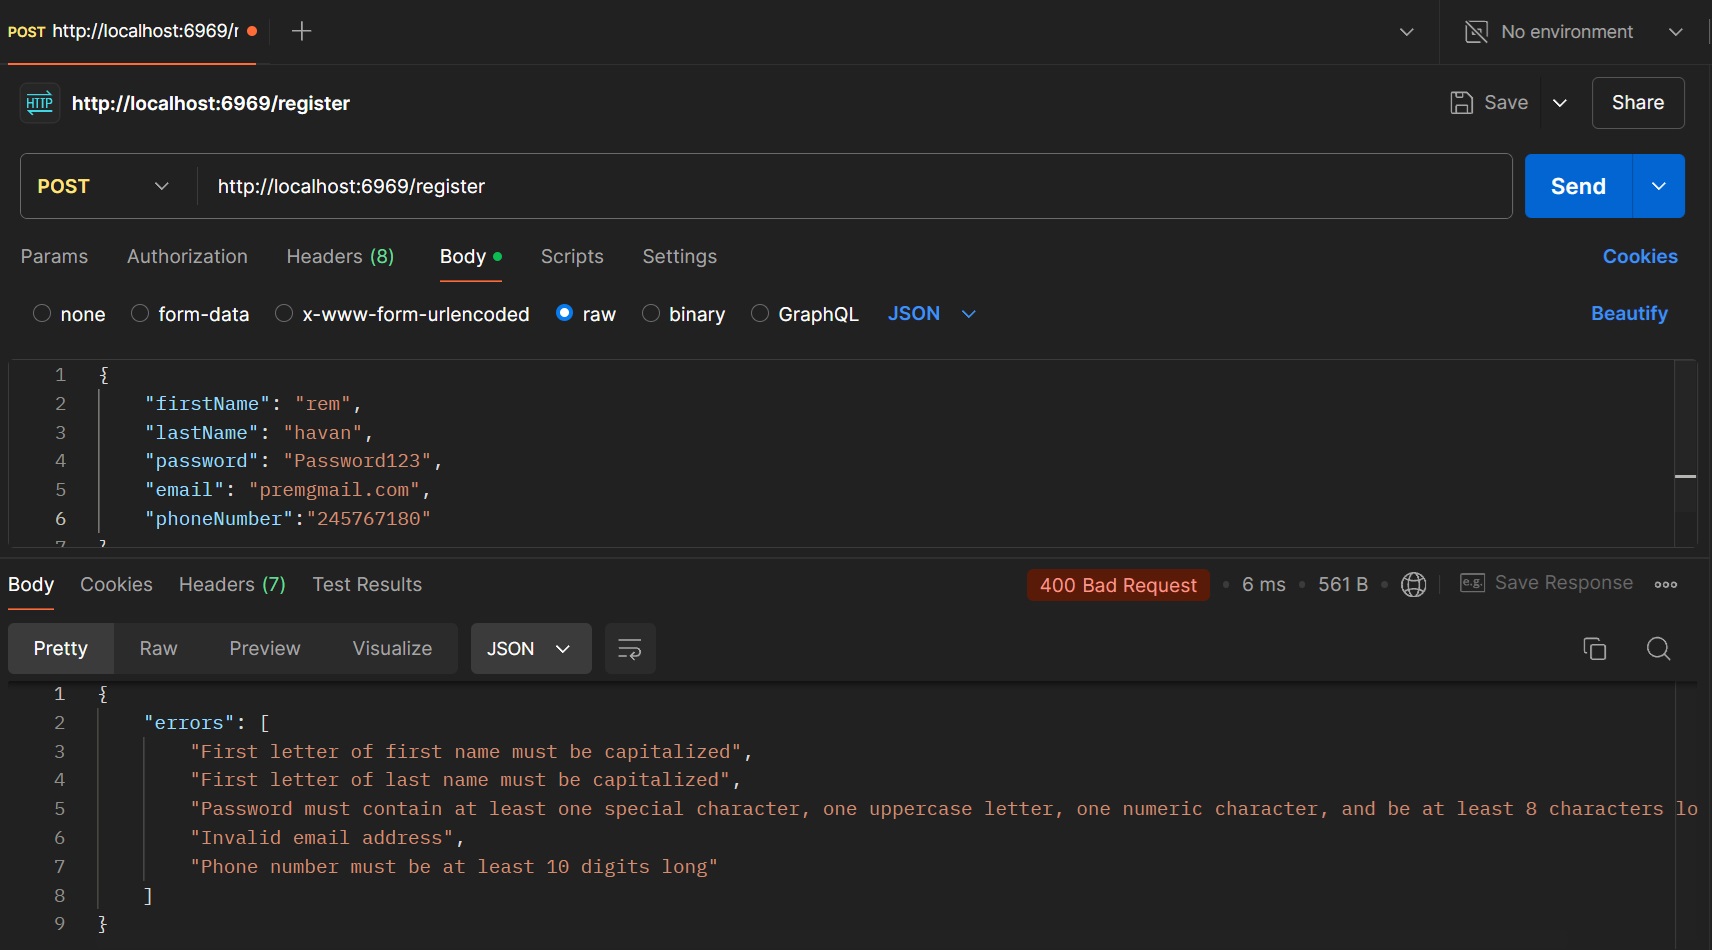 POST http://localhost:6969/r
No environment
HTTP http://localhost:6969/register
Save
Share
POST http://localhost:6969/register
Send
Params Authorization Headers (8) Body Scripts Settings Cookies
none form-data x-www-form-urlencoded raw binary GraphQL JSON Beautify
1 {
2 "firstName": "rem",
3 "lastName": "havan",
4 "password": "Password123",
5 "email": "premgmail.com",
6 "phoneNumber":"245767180"
7 }
Body Cookies Headers (7) Test Results 400 Bad Request 6 ms 561 B e.g. Save Response
Pretty Raw Preview Visualize JSON
1 {
2 "errors": [
3 "First letter of first name must be capitalized",
4 "First letter of last name must be capitalized",
5 "Password must contain at least one special character, one uppercase letter, one numeric character, and be at least 8 characters lo
6 "Invalid email address",
7 "Phone number must be at least 10 digits long"
8 ]
9 }